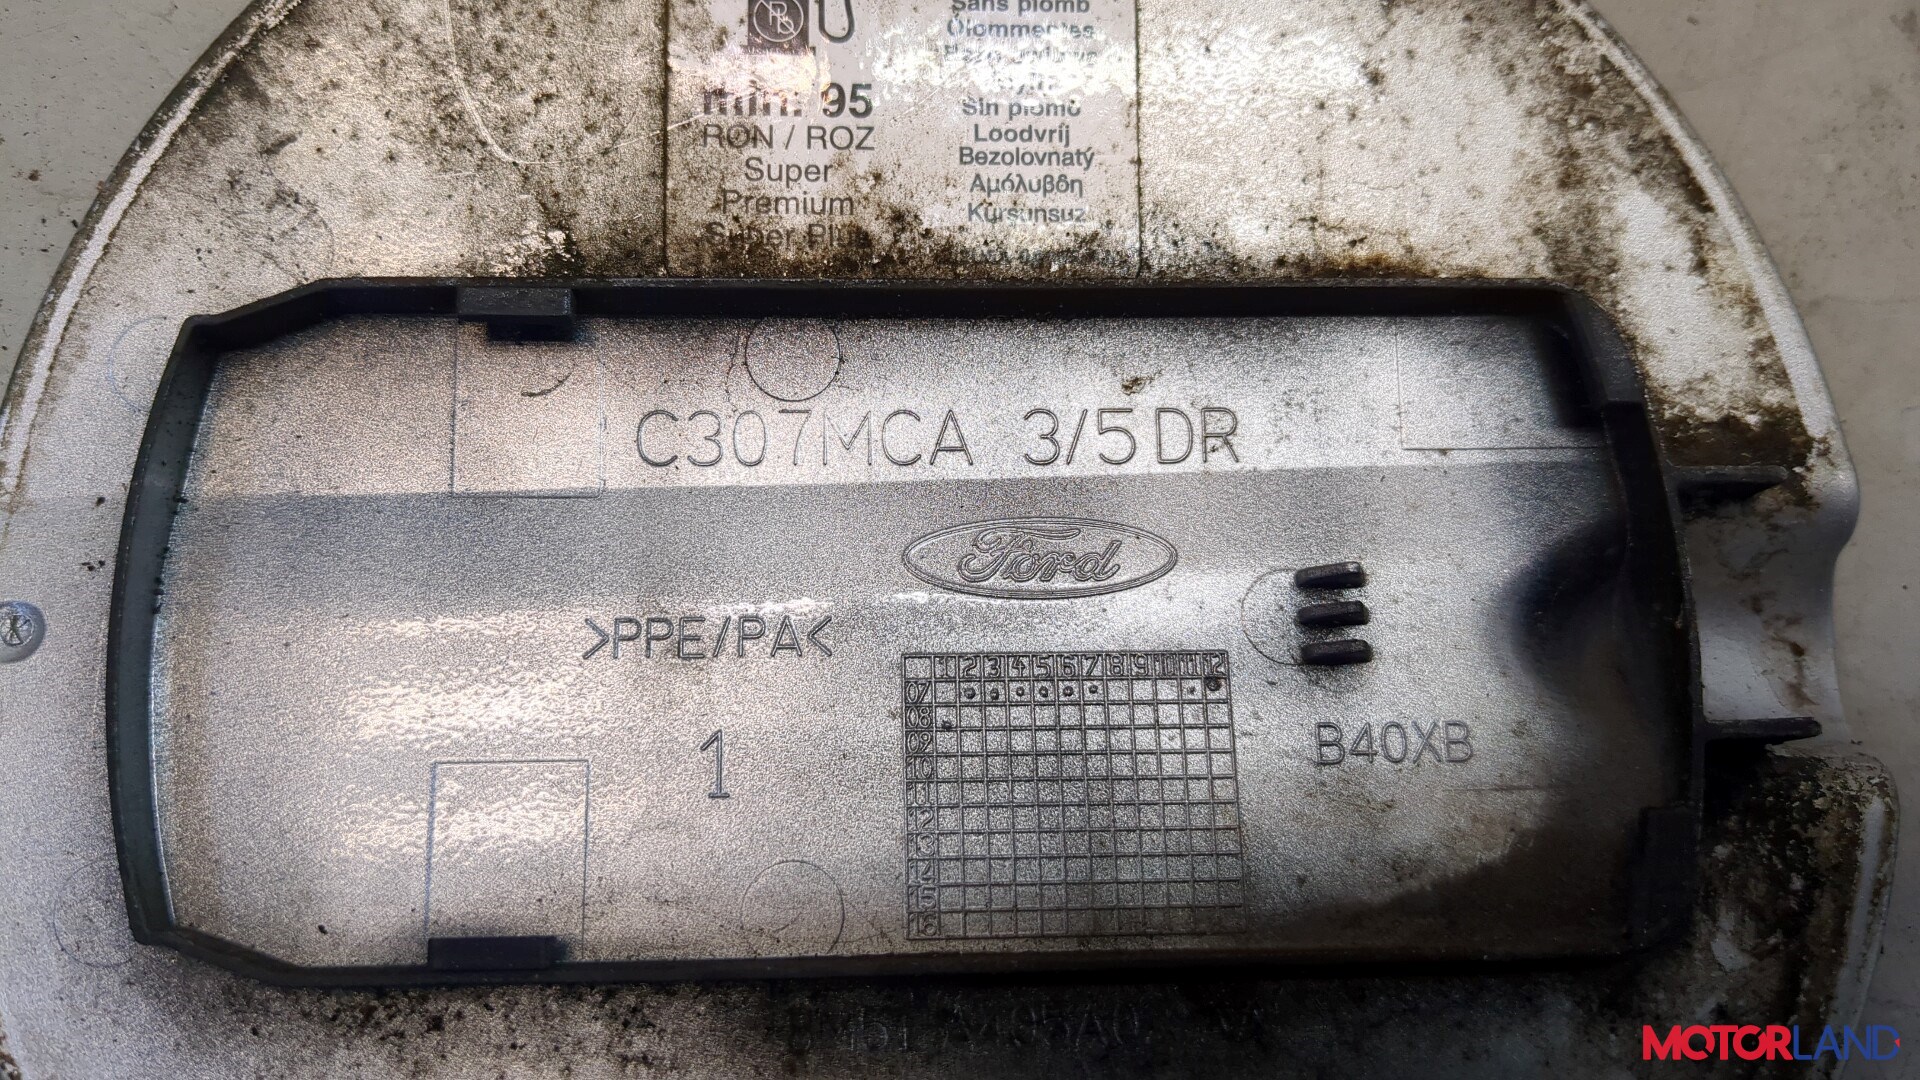 Sans plomb
min. 95
RON / ROZ
Super
Premium
Super Plus
Sin plomo
Loodvrij
Bezolovnatý
Αμόλυβδη
Kurşunsuz
C307MCA 3/5DR
Ford
>PPE/PA<
1 2 3 4 5 6 7 8 9 10 11 12
07
08
09
10
11
12
13
14
15
16
1
B40XB
MOTORLAND